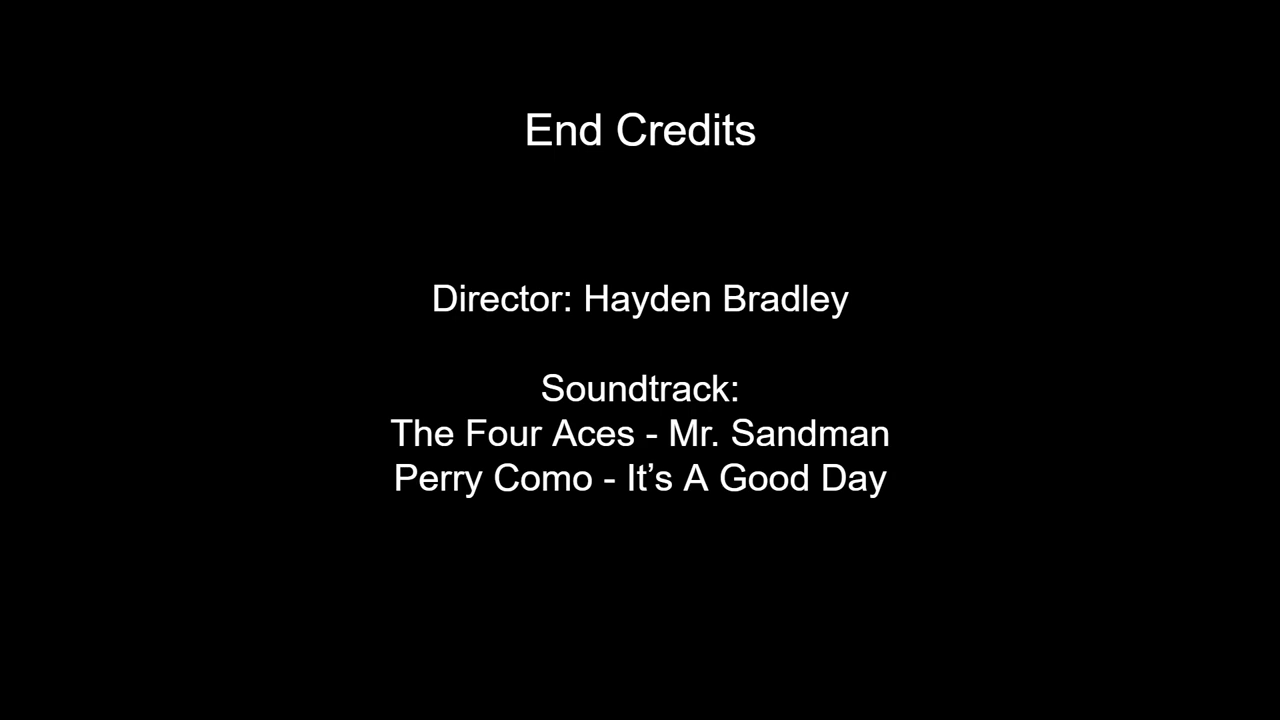 End Credits
Director: Hayden Bradley
Soundtrack:
The Four Aces - Mr. Sandman
Perry Como - It’s A Good Day